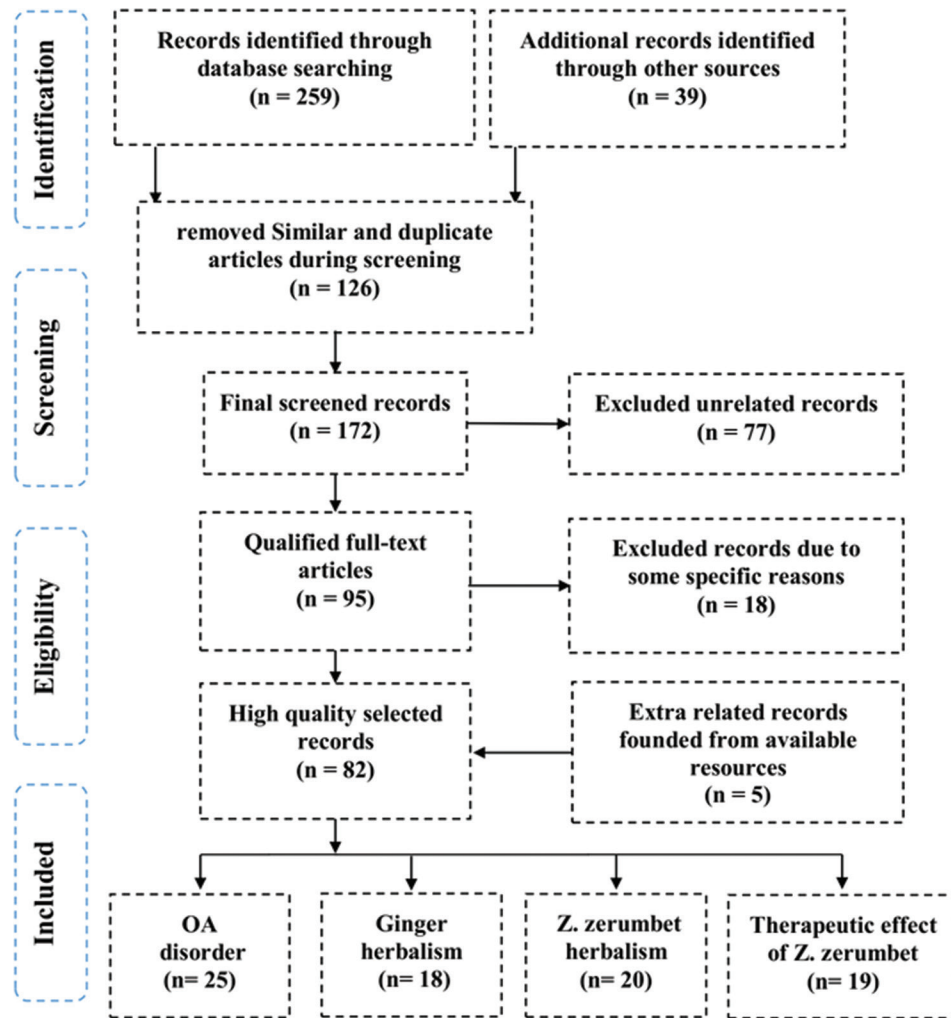 Identification
Records identified through
database searching
(n = 259)
Additional records identified
through other sources
(n = 39)
removed Similar and duplicate
articles during screening
(n = 126)
Screening
Final screened records
(n = 172)
Excluded unrelated records
(n = 77)
Eligibility
Qualified full-text
articles
(n = 95)
Excluded records due to
some specific reasons
(n = 18)
High quality selected
records
(n = 82)
Extra related records
founded from available
resources
(n = 5)
Included
OA
disorder
(n= 25)
Ginger
herbalism
(n= 18)
Z. zerumbet
herbalism
(n= 20)
Therapeutic effect
of Z. zerumbet
(n= 19)